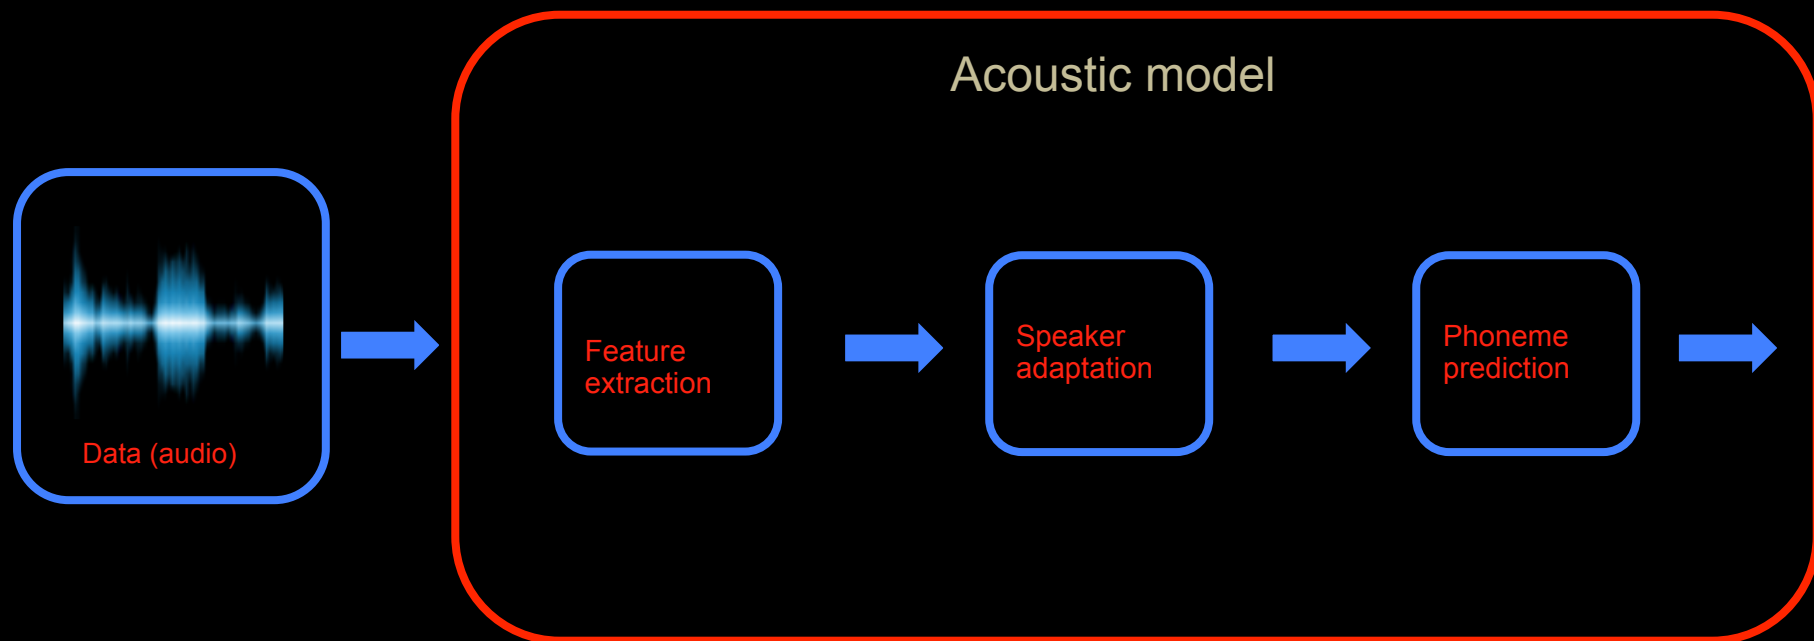 Acoustic model
Data (audio)
Feature
extraction
Speaker
adaptation
Phoneme
prediction